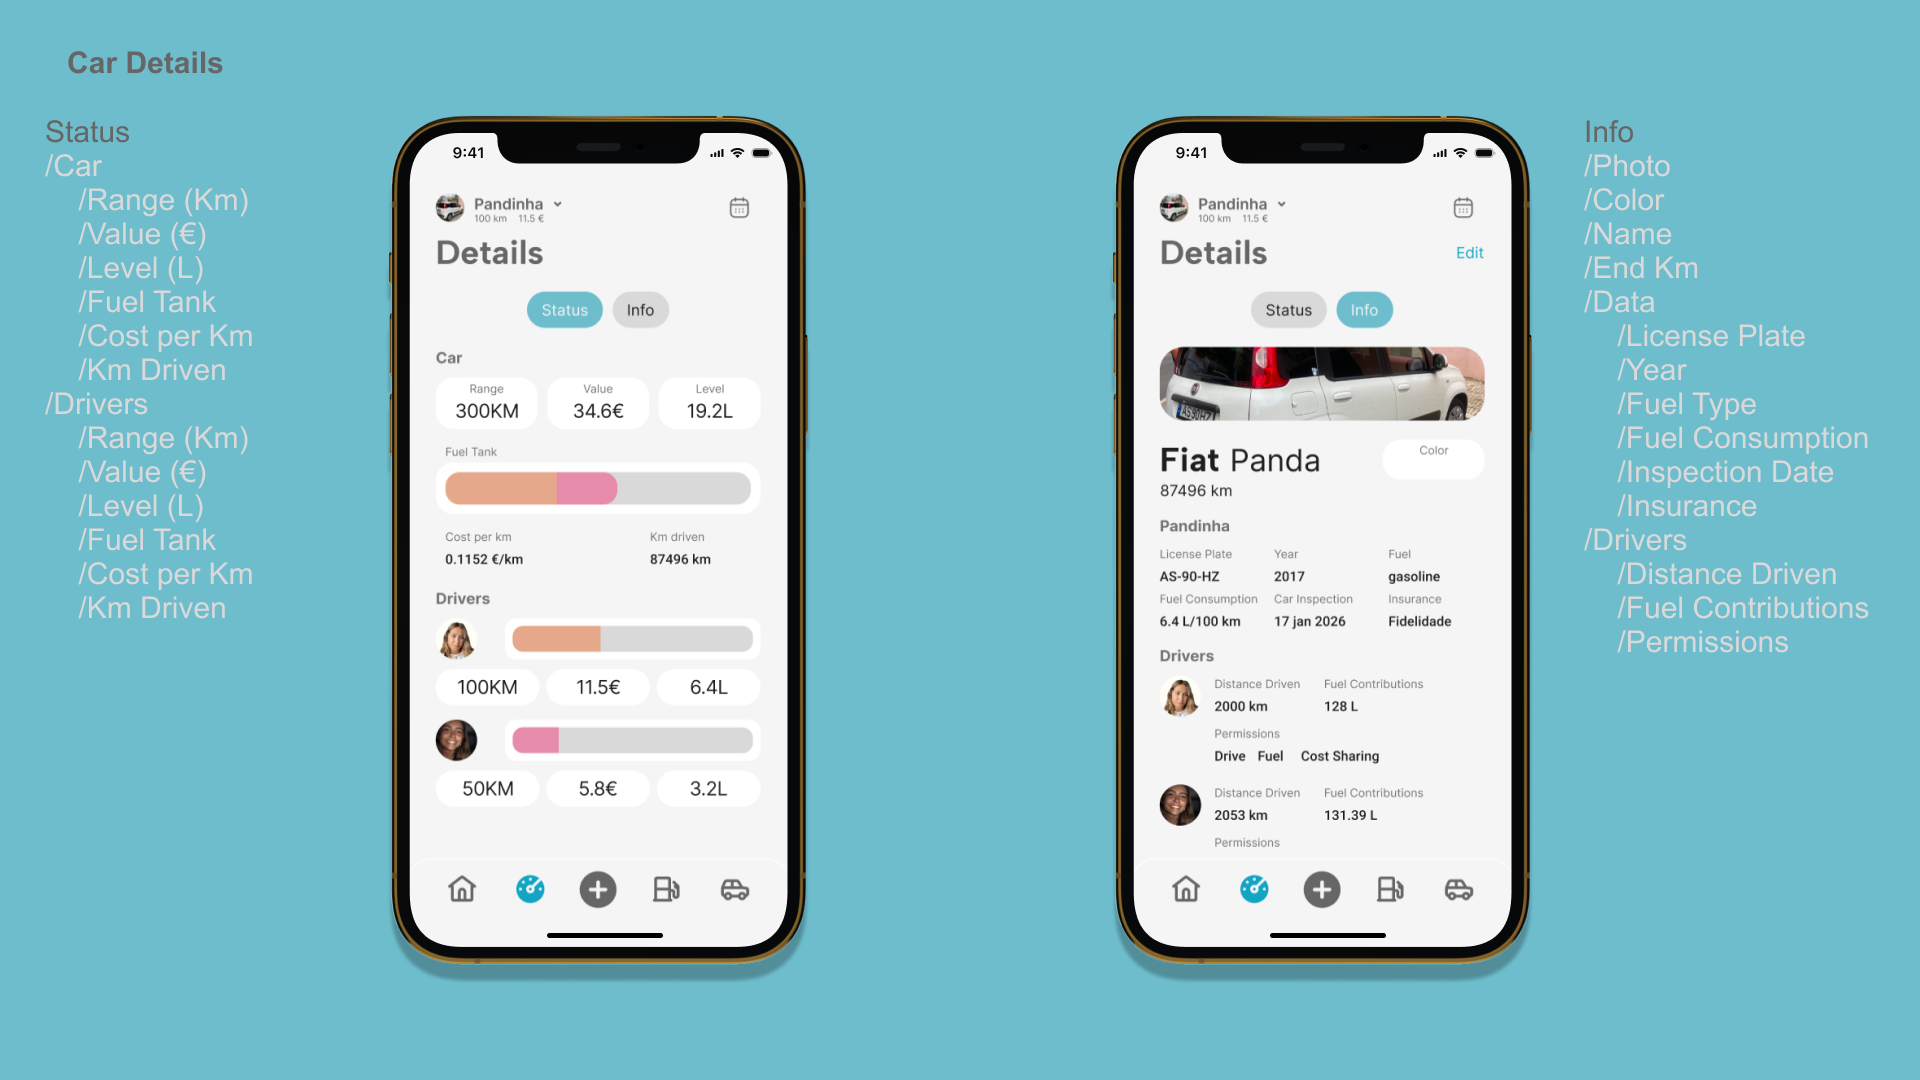 Car Details
Status
/Car
/Range (Km)
/Value (€)
/Level (L)
/Fuel Tank
/Cost per Km
/Km Driven
/Drivers
/Range (Km)
/Value (€)
/Level (L)
/Fuel Tank
/Cost per Km
/Km Driven
9:41
Pandinha
100 km 11.5 €
Details
Status Info
Car
Range Value Level
300KM 34.6€ 19.2L
Fuel Tank
Cost per km Km driven
0.1152 €/km 87496 km
Drivers
100KM 11.5€ 6.4L
50KM 5.8€ 3.2L
9:41
Pandinha
100 km 11.5 €
Details Edit
Status Info
AS90HZ
Fiat Panda Color
87496 km
Pandinha
License Plate Year Fuel
AS-90-HZ 2017 gasoline
Fuel Consumption Car Inspection Insurance
6.4 L/100 km 17 jan 2026 Fidelidade
Drivers
Distance Driven Fuel Contributions
2000 km 128 L
Permissions
Drive Fuel Cost Sharing
Distance Driven Fuel Contributions
2053 km 131.39 L
Permissions
Info
/Photo
/Color
/Name
/End Km
/Data
/License Plate
/Year
/Fuel Type
/Fuel Consumption
/Inspection Date
/Insurance
/Drivers
/Distance Driven
/Fuel Contributions
/Permissions